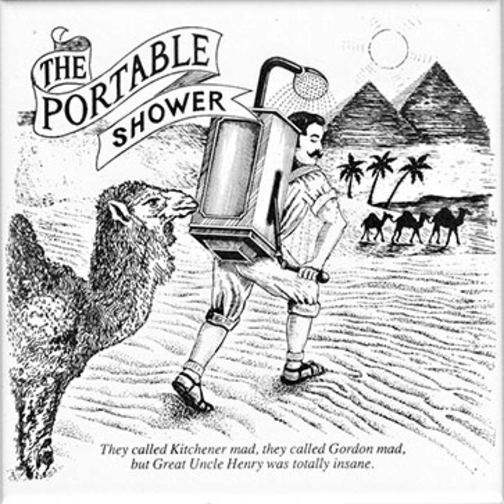 THE
PORTABLE
SHOWER
They called Kitchener mad, they called Gordon mad,
but Great Uncle Henry was totally insane.